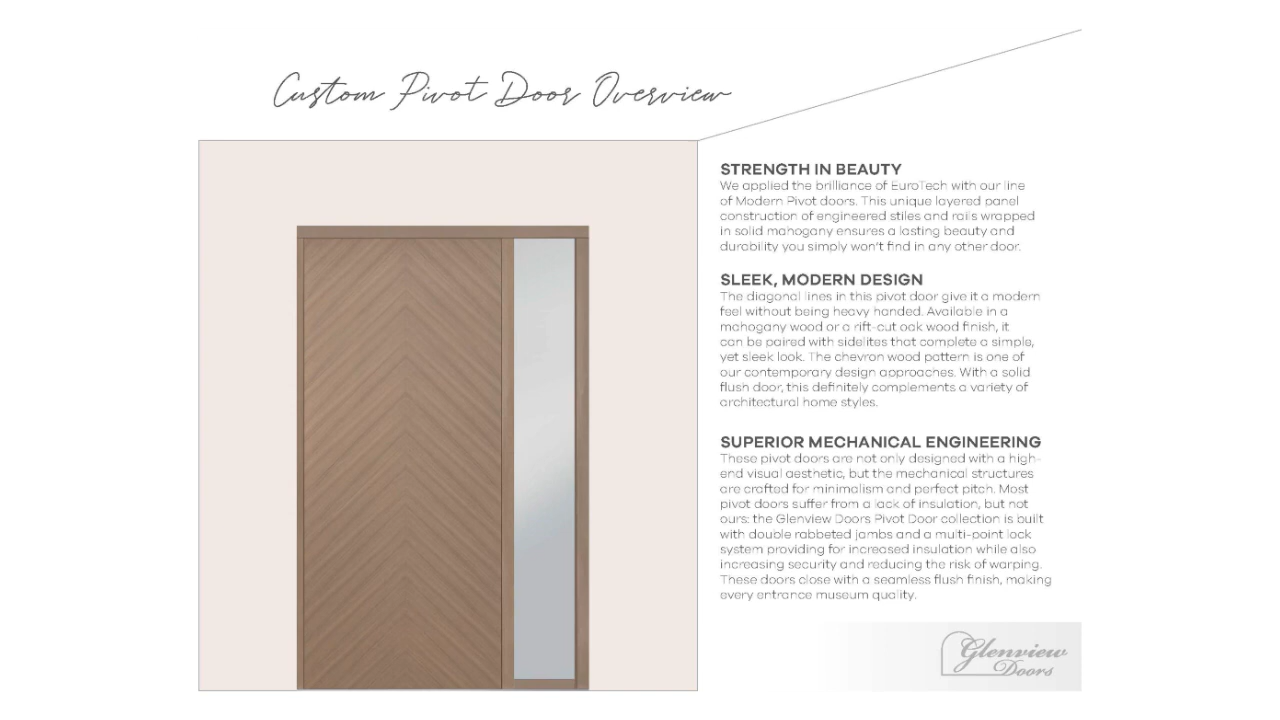 Custom Pivot Door Overview
STRENGTH IN BEAUTY
We applied the brilliance of EuroTech with our line
of Modern Pivot doors. This unique layered panel
construction of engineered stiles and rails wrapped
in solid mahogany ensures a lasting beauty and
durability you simply won't find in any other door.
SLEEK, MODERN DESIGN
The diagonal lines in this pivot door give it a modern
feel without being heavy handed. Available in a
mahogany wood or a rift-cut oak wood finish, it
can be paired with sidelites that complete a simple,
yet sleek look. The chevron wood pattern is one of
our contemporary design approaches. With a solid
flush door, this definitely complements a variety of
architectural home styles.
SUPERIOR MECHANICAL ENGINEERING
These pivot doors are not only designed with a high-
end visual aesthetic, but the mechanical structures
are crafted for minimalism and perfect pitch. Most
pivot doors suffer from a lack of insulation, but not
ours: the Glenview Doors Pivot Door collection is built
with double rabbeted jambs and a multi-point lock
system providing for increased insulation while also
increasing security and reducing the risk of warping.
These doors close with a seamless flush finish, making
every entrance museum quality.
Glenview
Doors